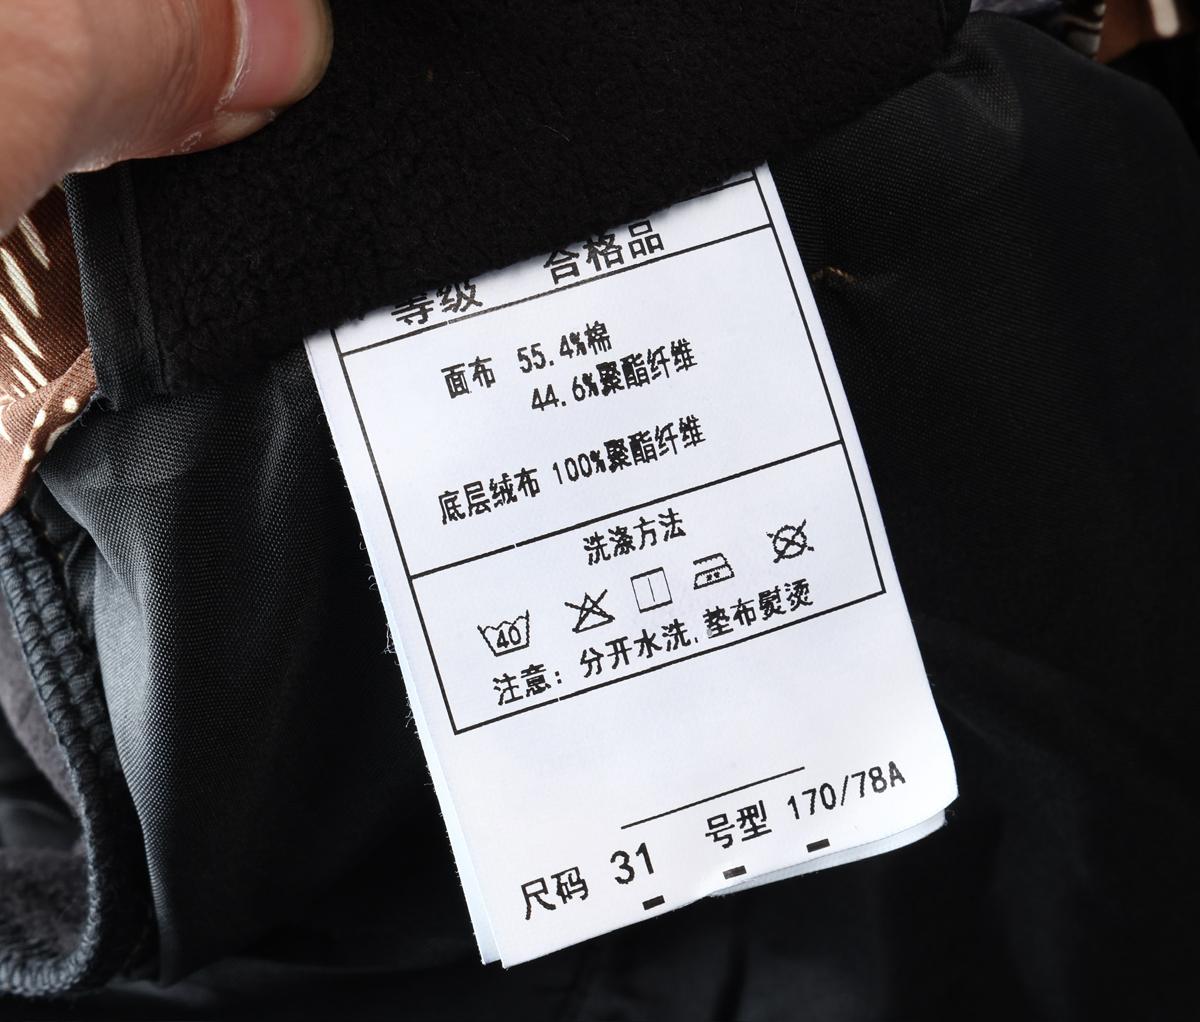 等级 合格品
面布 55.4%棉
44.6%聚酯纤维
底层绒布 100%聚酯纤维
洗涤方法
40
注意: 分开水洗,垫布熨烫
尺码 31 号型 170/78A